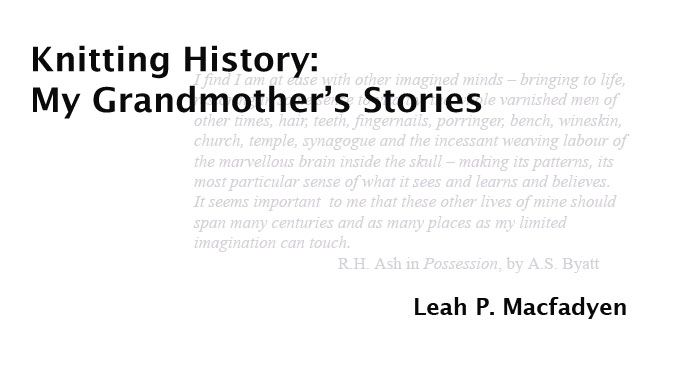 Knitting History:
My Grandmother's Stories
I find I am at ease with other imagined minds – bringing to life,
varnished men of
other times, hair, teeth, fingernails, porringer, bench, wineskin,
church, temple, synagogue and the incessant weaving labour of
the marvellous brain inside the skull – making its patterns, its
most particular sense of what it sees and learns and believes.
It seems important to me that these other lives of mine should
span many centuries and as many places as my limited
imagination can touch.
R.H. Ash in Possession, by A.S. Byatt
Leah P. Macfadyen